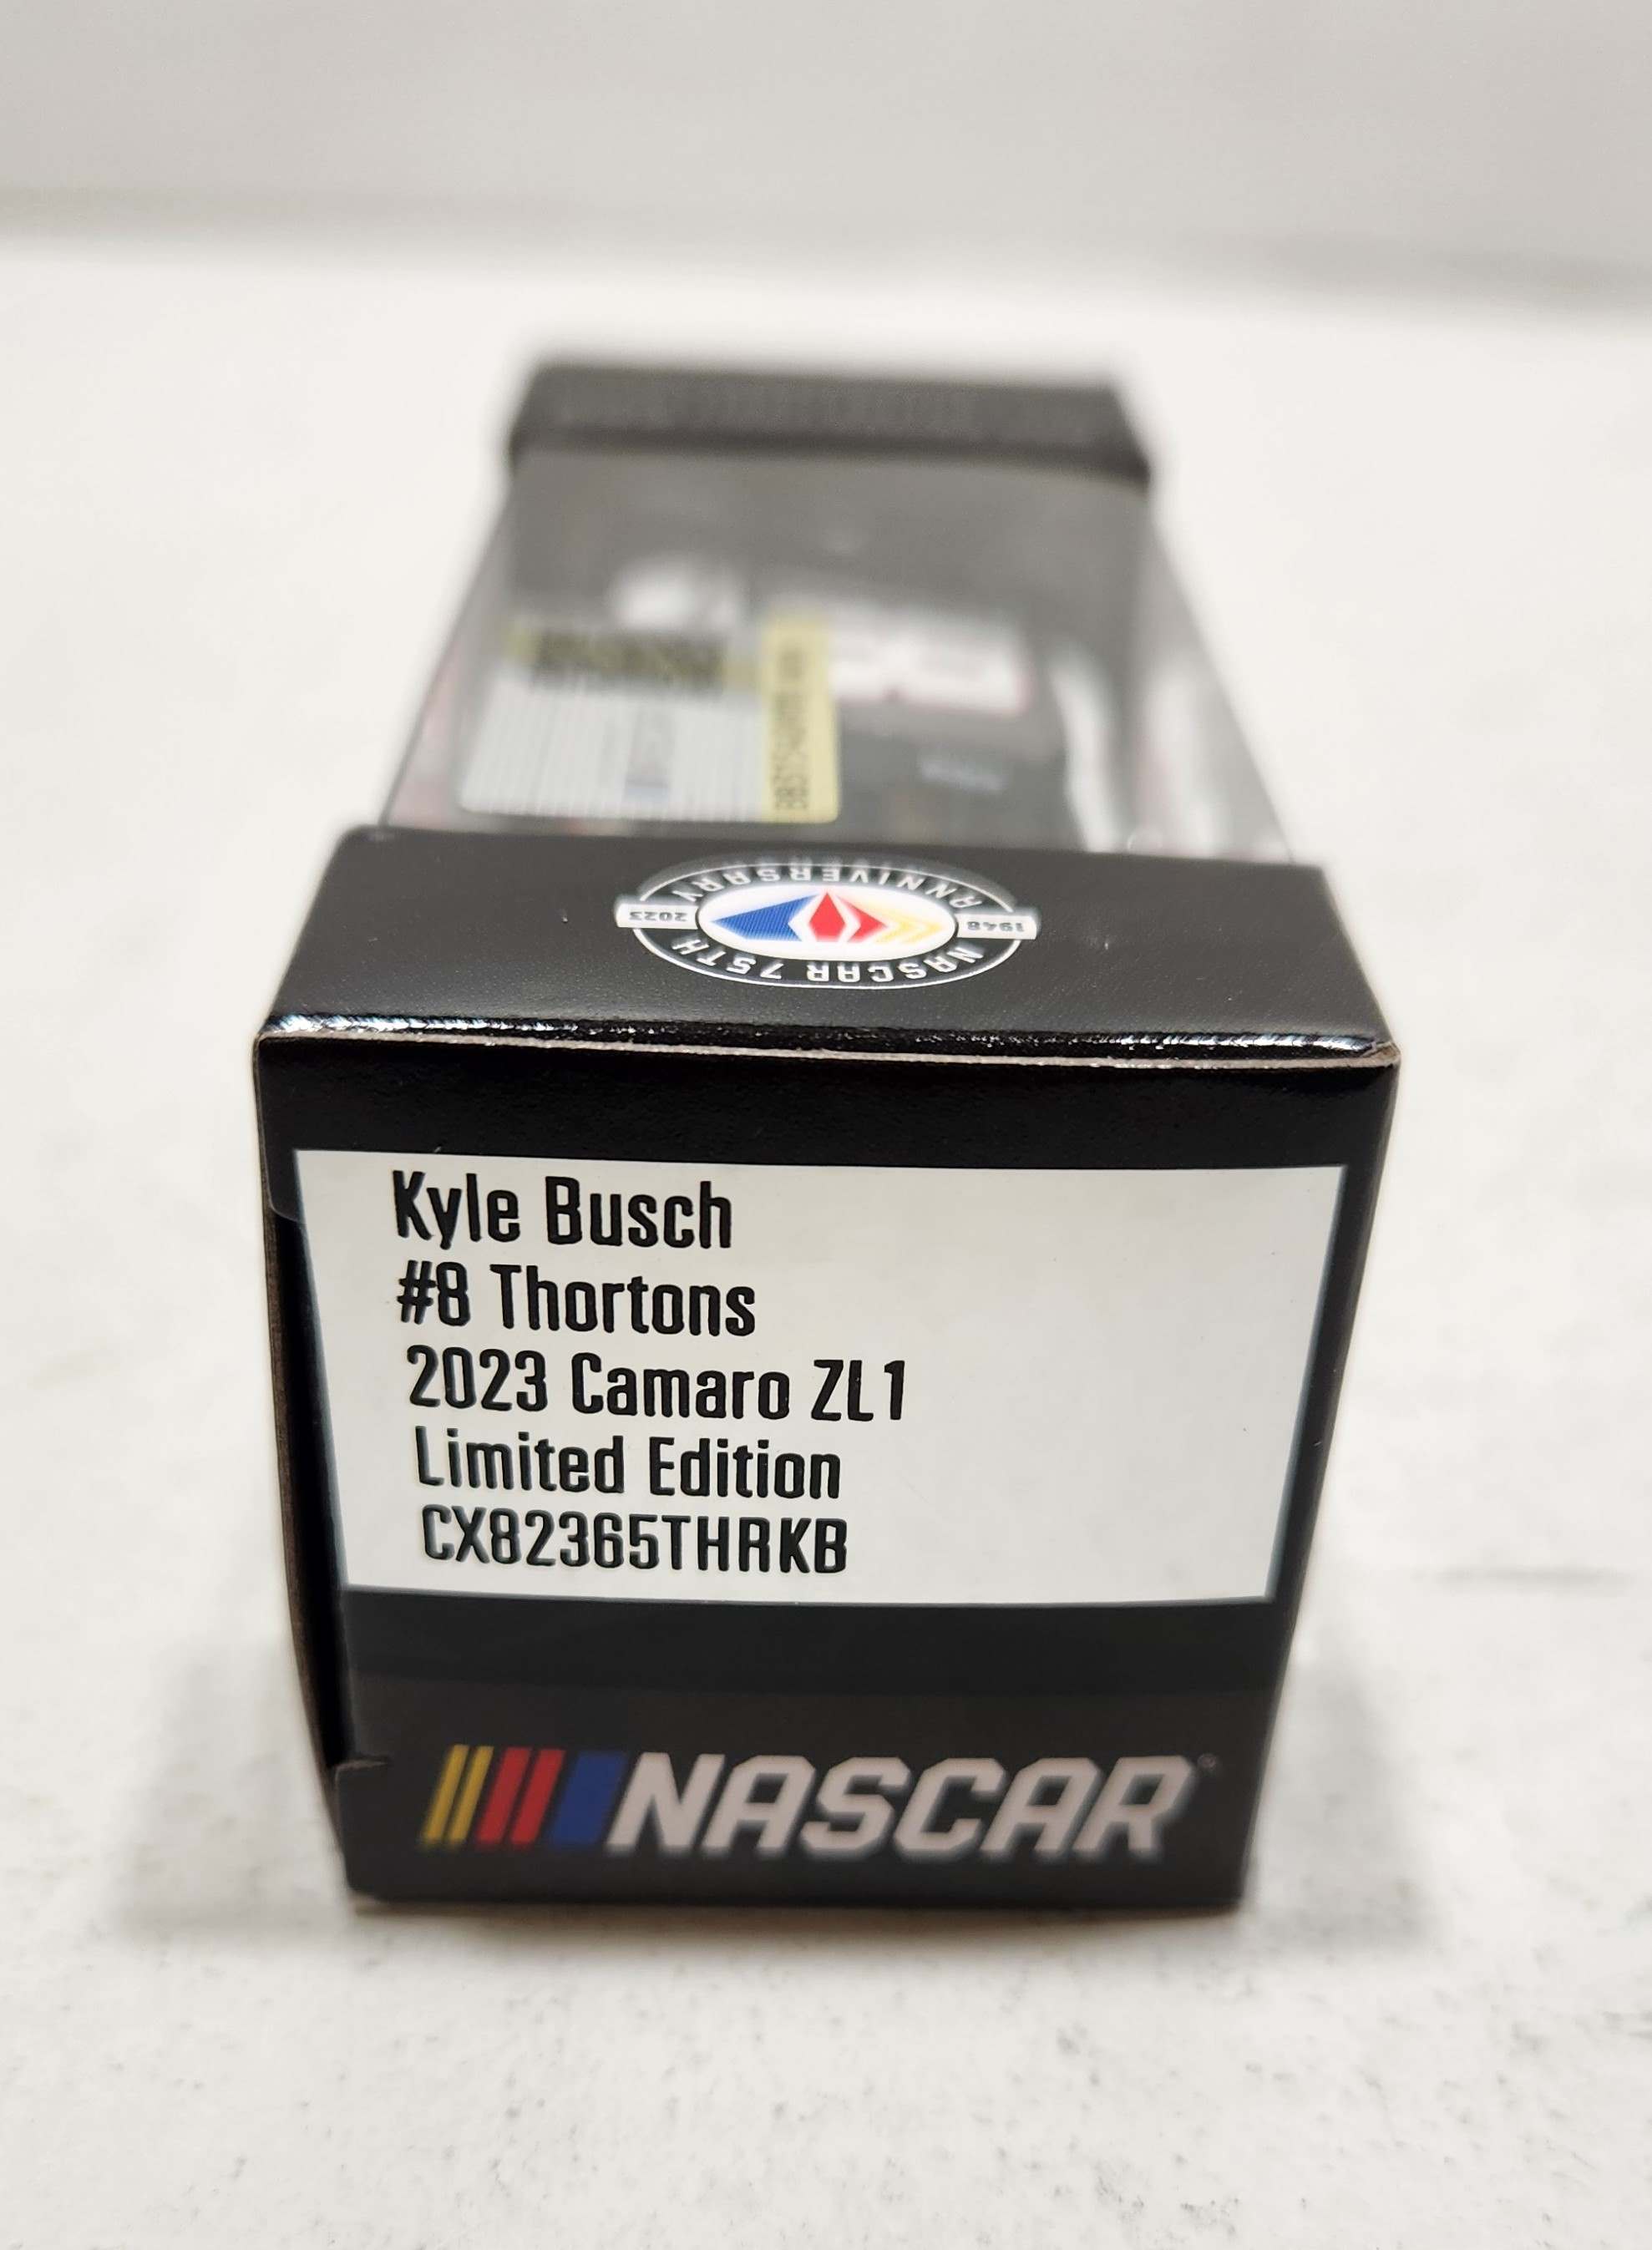 NASCAR 75TH
ANNIVERSARY
1948
2023
Kyle Busch
#8 Thortons
2023 Camaro ZL1
Limited Edition
CX82365THRKB
NASCAR